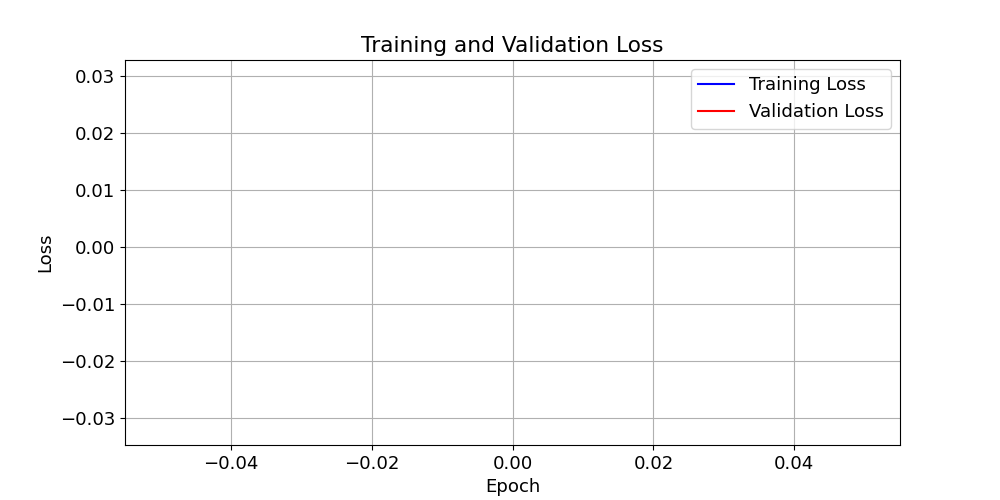 Training and Validation Loss
Training Loss
Validation Loss
0.03
0.02
0.01
0.00
−0.01
−0.02
−0.03
Loss
−0.04 −0.02 0.00 0.02 0.04
Epoch